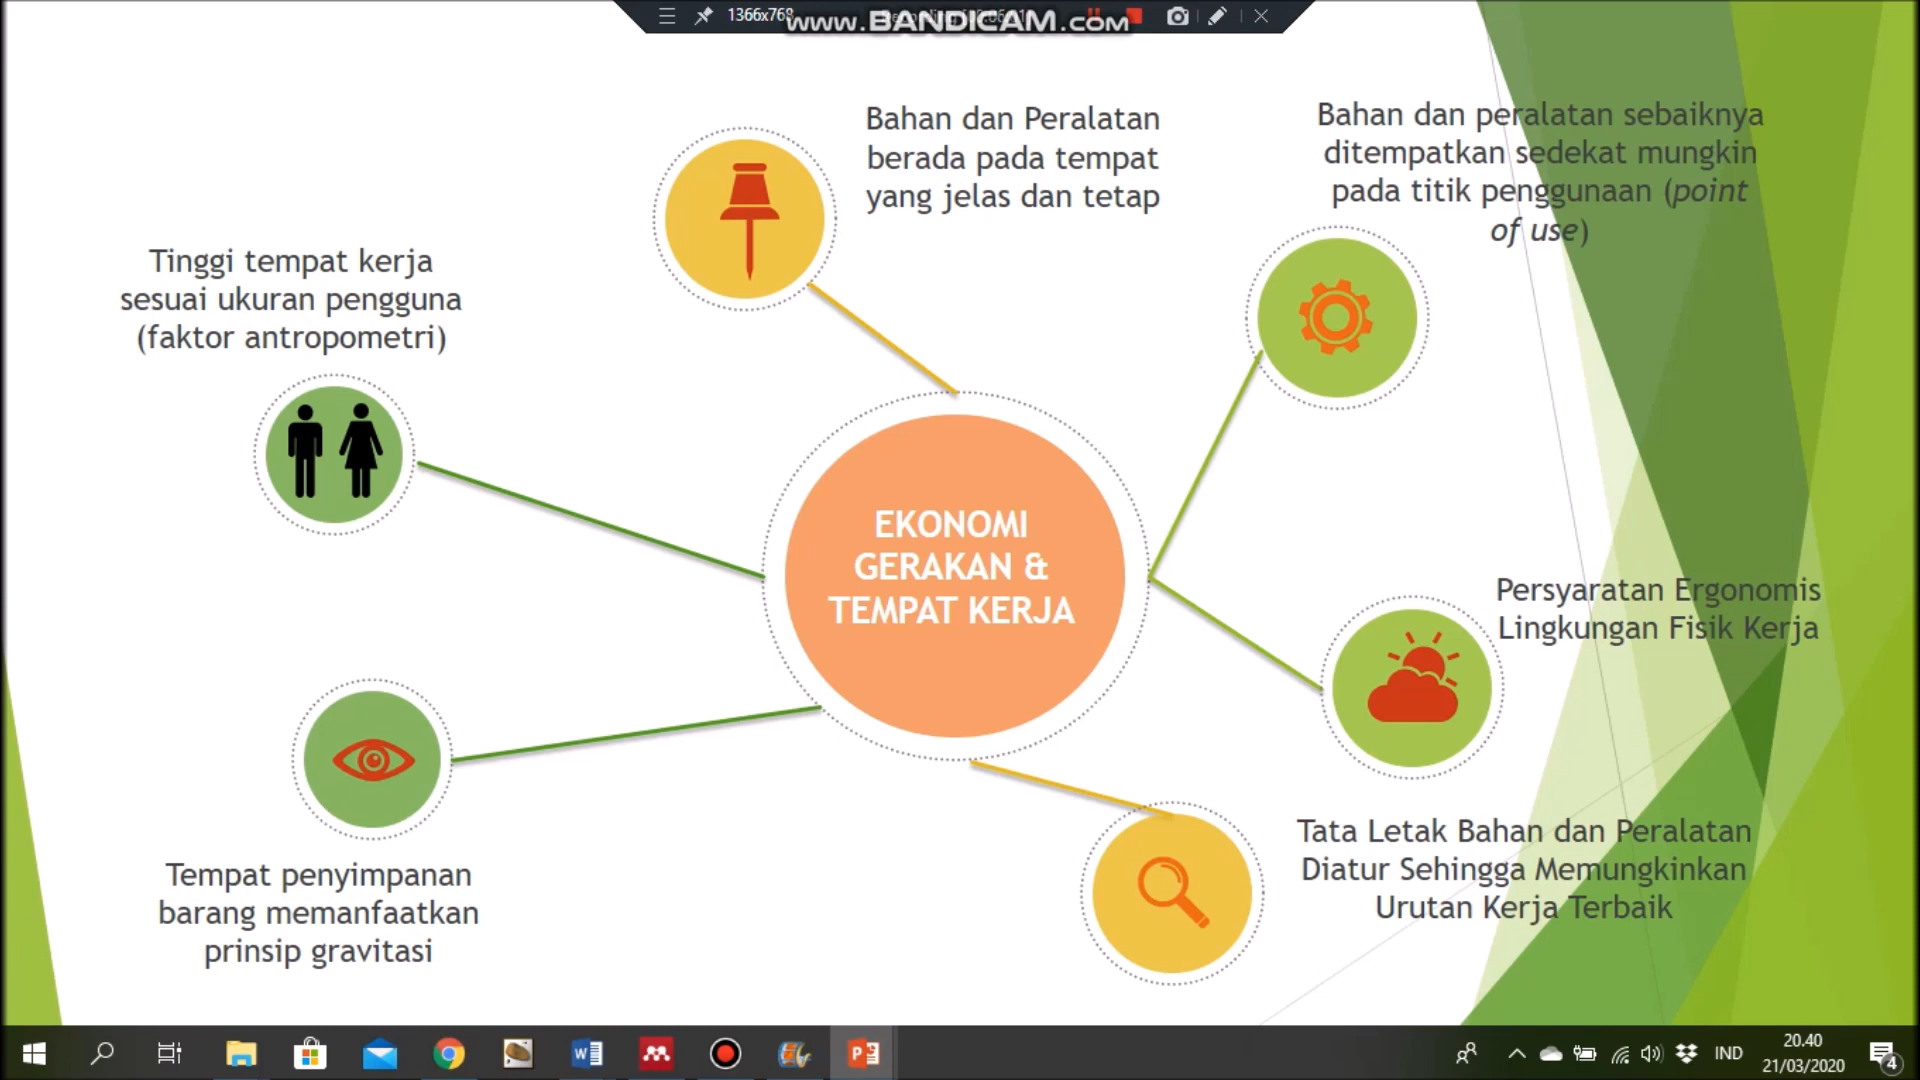 1366x768
www.BANDICAM.com
Bahan dan Peralatan
berada pada tempat
yang jelas dan tetap
Bahan dan peralatan sebaiknya
ditempatkan sedekat mungkin
pada titik penggunaan (point
of use)
Tinggi tempat kerja
sesuai ukuran pengguna
(faktor antropometri)
EKONOMI
GERAKAN &
TEMPAT KERJA
Persyaratan Ergonomis
Lingkungan Fisik Kerja
Tempat penyimpanan
barang memanfaatkan
prinsip gravitasi
Tata Letak Bahan dan Peralatan
Diatur Sehingga Memungkinkan
Urutan Kerja Terbaik
IND
20.40
21/03/2020
4